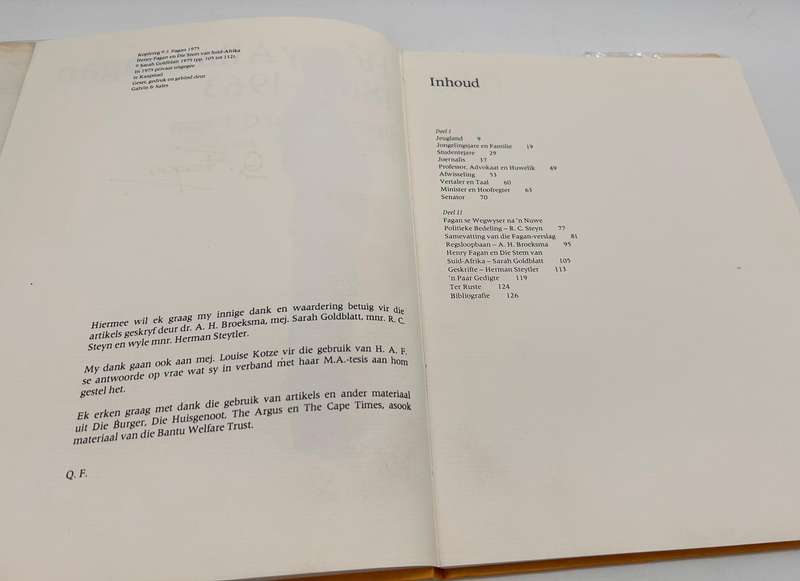 Kopiereg © J. Fagan 1975
Henry Fagan en Die Stem van Suid-Afrika
© Sarah Goldblatt 1975 (pp. 105 tot 112).
In 1975 privaat uitgegee
te Kaapstad
Geset, gedruk en gebind deur
Galvin & Sales
Hiermee wil ek graag my innige dank en waardering betuig vir die
artikels geskryf deur dr. A. H. Broeksma, mej. Sarah Goldblatt, mnr. R. C.
Steyn en wyle mnr. Herman Steytler.
My dank gaan ook aan mej. Louise Kotze vir die gebruik van H. A. F.
se antwoorde op vrae wat sy in verband met haar M.A.-tesis aan hom
gestel het.
Ek erken graag met dank die gebruik van artikels en ander materiaal
uit Die Burger, Die Huisgenoot, The Argus en The Cape Times, asook
materiaal van die Bantu Welfare Trust.
Q. F.
Inhoud
Deel I
Jeugland 9
Jongelingsjare en Familie 19
Studentejare 29
Joernalis 37
Professor, Advokaat en Huwelik 49
Afwisseling 53
Vertaler en Taal 60
Minister en Hoofregter 63
Senator 70
Deel II
Fagan se Wegwyser na 'n Nuwe
Politieke Bedeling – R. C. Steyn 77
Samevatting van die Fagan-verslag 81
Regsloopbaan – A. H. Broeksma 95
Henry Fagan en Die Stem van
Suid-Afrika – Sarah Goldblatt 105
Geskrifte – Herman Steytler 113
'n Paar Gedigte 119
Ter Ruste 124
Bibliografie 126